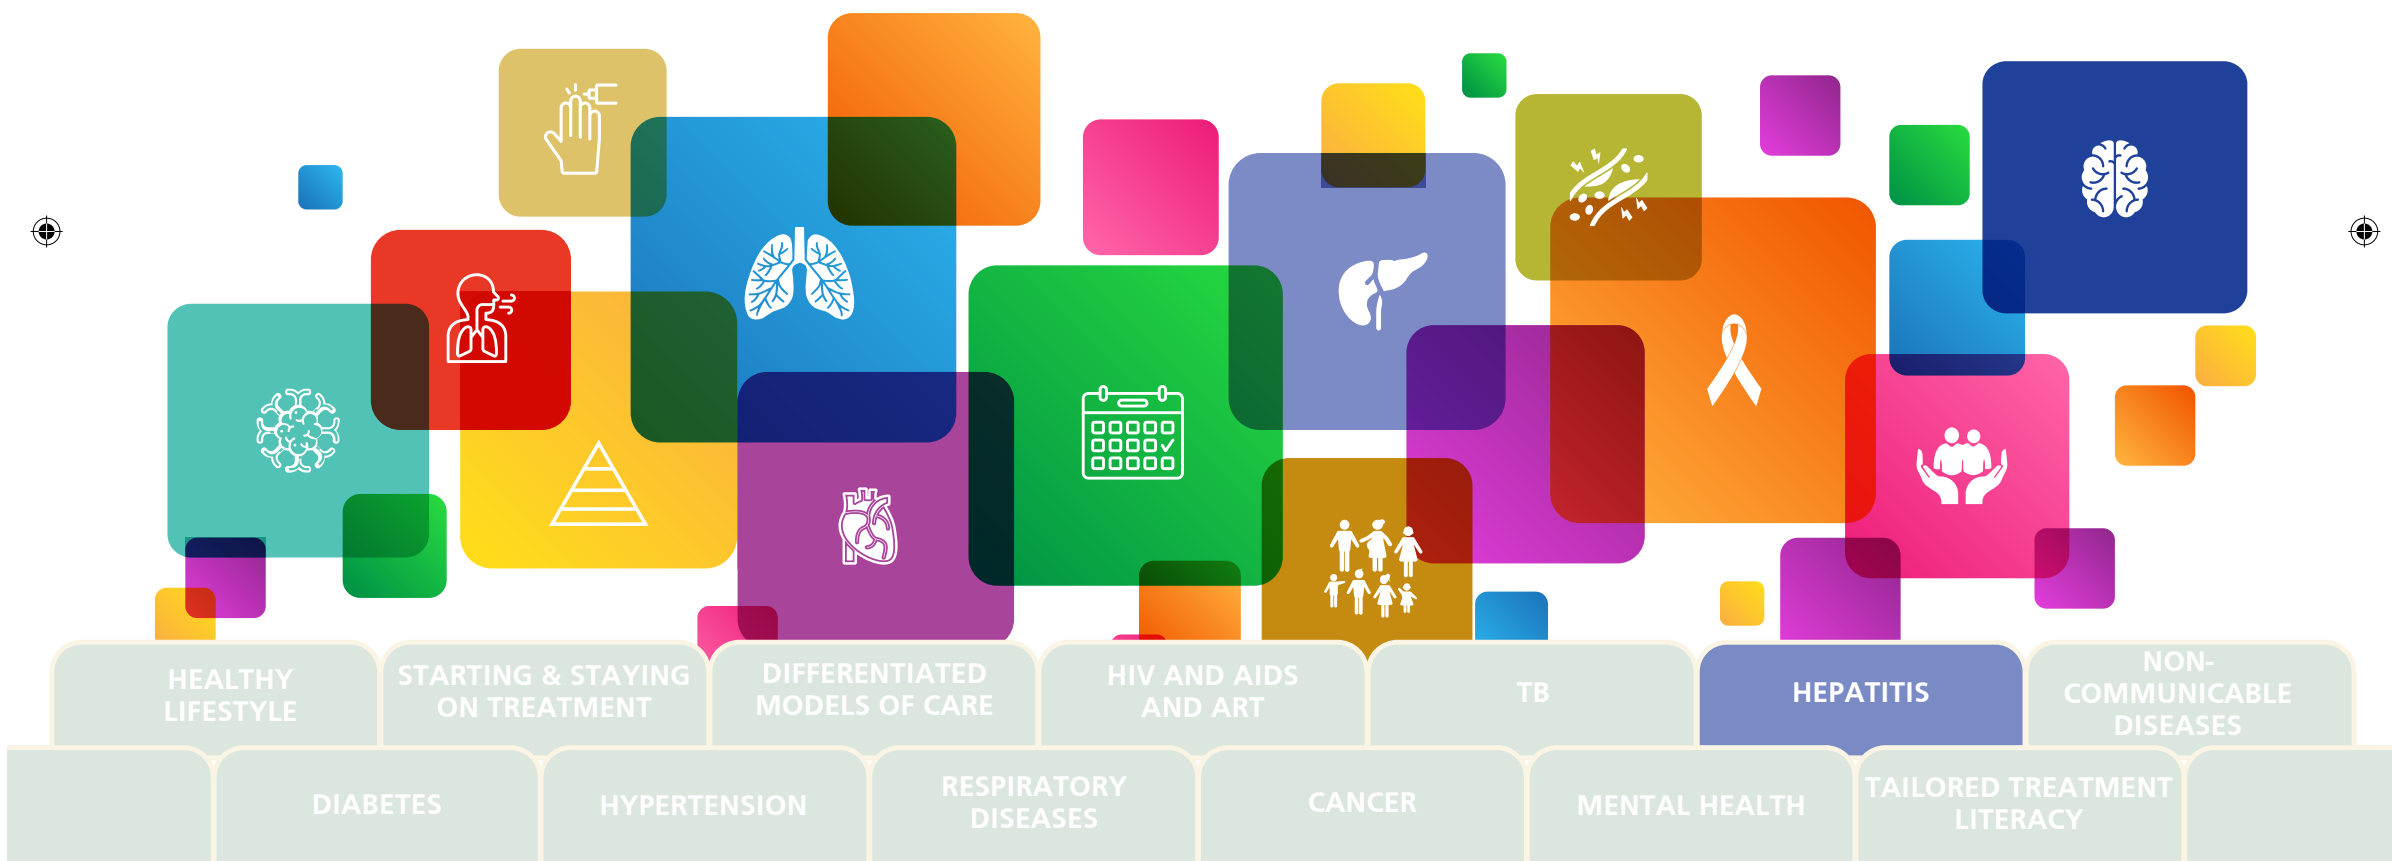 HEALTHY
LIFESTYLE
STARTING & STAYING
ON TREATMENT
DIFFERENTIATED
MODELS OF CARE
HIV AND AIDS
AND ART
TB
HEPATITIS
NON-
COMMUNICABLE
DISEASES
DIABETES
HYPERTENSION
RESPIRATORY
DISEASES
CANCER
MENTAL HEALTH
TAILORED TREATMENT
LITERACY